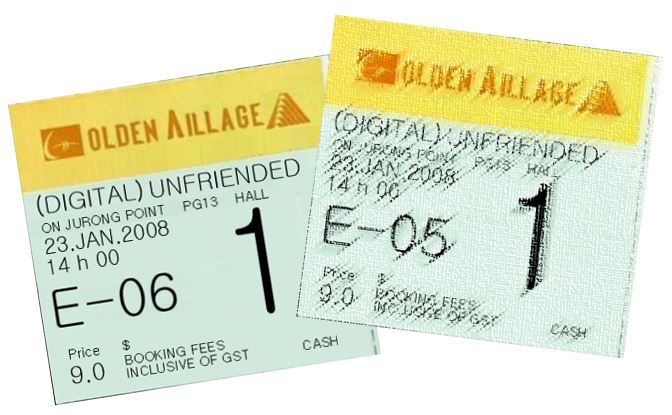 OLDEN AILLAGE
(DIGITAL) UNFRIENDED
ON JURONG POINT PG13 HALL
23.JAN.2008
14 h 00
1
E-06
Price $
9.0 BOOKING FEES
INCLUSIVE OF GST
CASH
OLDEN AILLAGE
(DIGITAL) UNFRIENDED
ON JURONG POINT PG13 HALL
23.JAN.2008
14 h 00
1
E-05
Price $
9.0 BOOKING FEES
INCLUSIVE OF GST
CASH